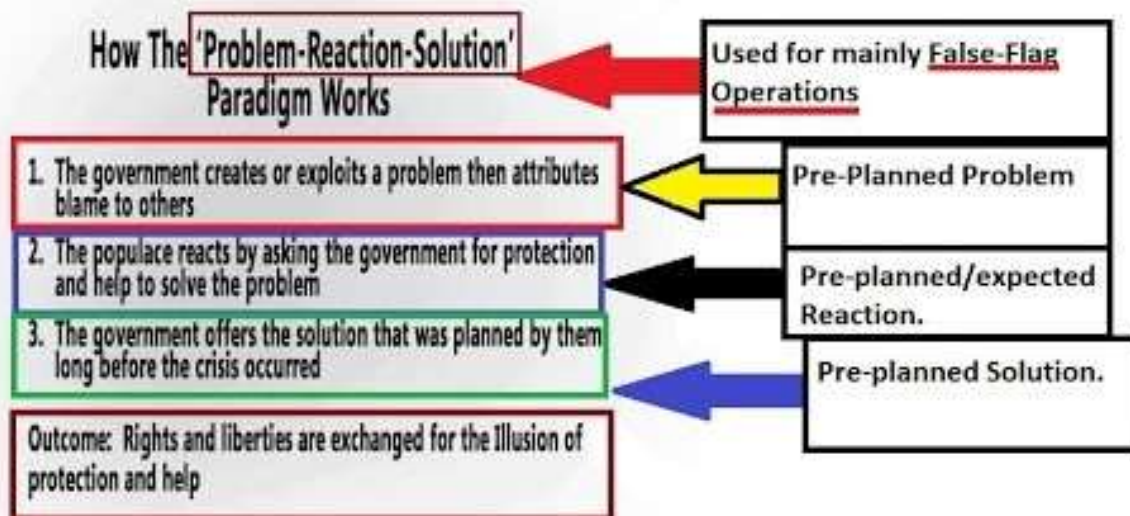 How The 'Problem-Reaction-Solution'
Paradigm Works
Used for mainly False-Flag
Operations
1. The government creates or exploits a problem then attributes
blame to others
Pre-Planned Problem
2. The populace reacts by asking the government for protection
and help to solve the problem
Pre-planned/expected
Reaction.
3. The government offers the solution that was planned by them
long before the crisis occurred
Pre-planned Solution.
Outcome: Rights and liberties are exchanged for the Illusion of
protection and help